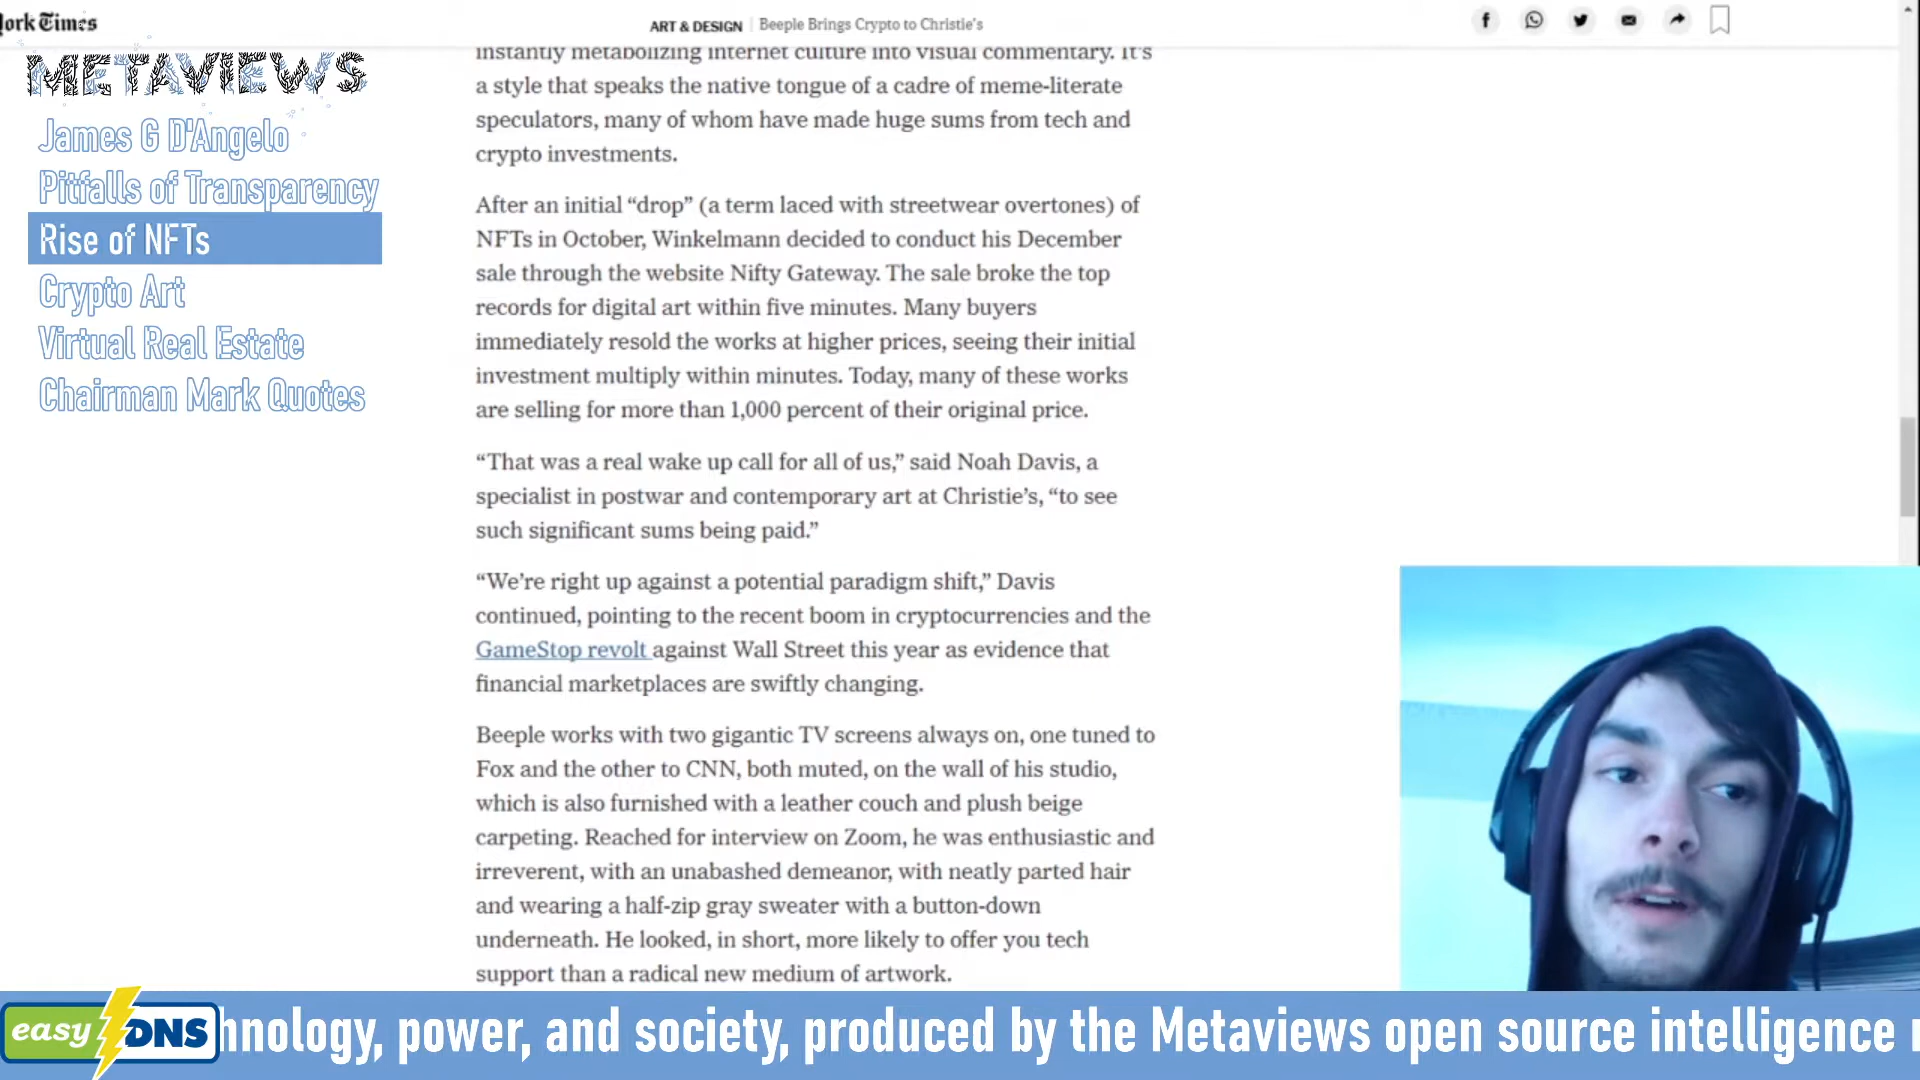 ork Times
ART & DESIGN | Beeple Brings Crypto to Christie's
METAVIEWS
James G D'Angelo
Pitfalls of Transparency
Rise of NFTs
Crypto Art
Virtual Real Estate
Chairman Mark Quotes
instantly metabolizing internet culture into visual commentary. It's
a style that speaks the native tongue of a cadre of meme-literate
speculators, many of whom have made huge sums from tech and
crypto investments.
After an initial “drop” (a term laced with streetwear overtones) of
NFTs in October, Winkelmann decided to conduct his December
sale through the website Nifty Gateway. The sale broke the top
records for digital art within five minutes. Many buyers
immediately resold the works at higher prices, seeing their initial
investment multiply within minutes. Today, many of these works
are selling for more than 1,000 percent of their original price.
“That was a real wake up call for all of us,” said Noah Davis, a
specialist in postwar and contemporary art at Christie’s, “to see
such significant sums being paid.”
“We’re right up against a potential paradigm shift,” Davis
continued, pointing to the recent boom in cryptocurrencies and the
GameStop revolt against Wall Street this year as evidence that
financial marketplaces are swiftly changing.
Beeple works with two gigantic TV screens always on, one tuned to
Fox and the other to CNN, both muted, on the wall of his studio,
which is also furnished with a leather couch and plush beige
carpeting. Reached for interview on Zoom, he was enthusiastic and
irreverent, with an unabashed demeanor, with neatly parted hair
and wearing a half-zip gray sweater with a button-down
underneath. He looked, in short, more likely to offer you tech
support than a radical new medium of artwork.
easy DNS
hnology, power, and society, produced by the Metaviews open source intelligence